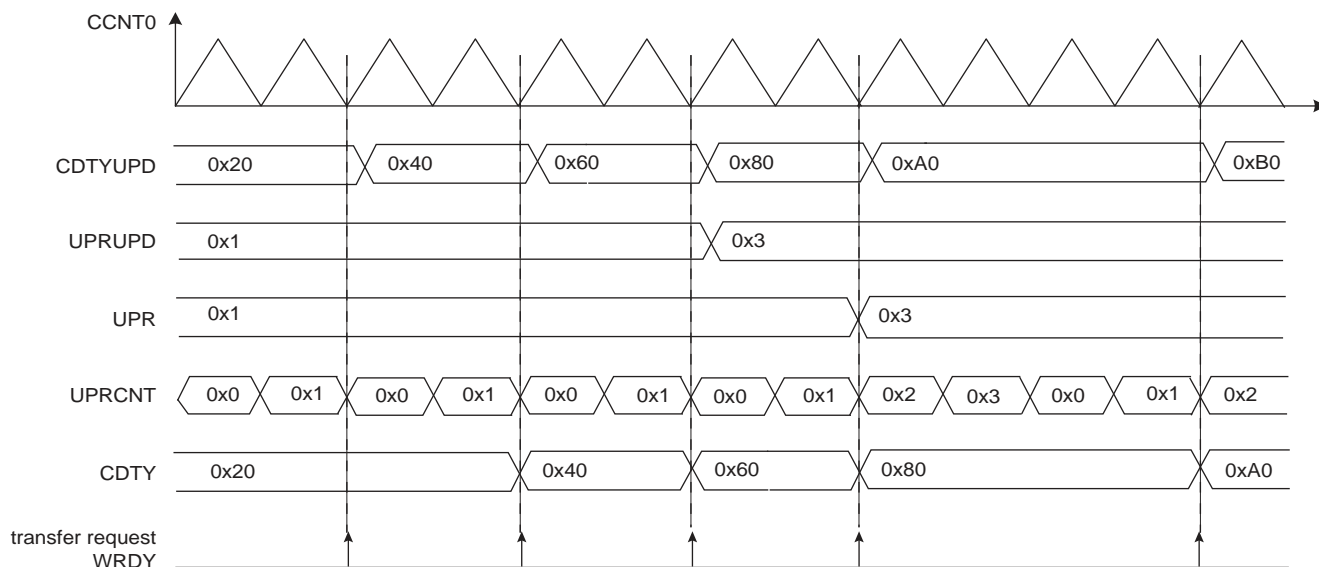 CCNT0
CDTYUPD 0x20 0x40 0x60 0x80 0xA0 0xB0
UPRUPD 0x1 0x3
UPR 0x1 0x3
UPRCNT 0x0 0x1 0x0 0x1 0x0 0x1 0x0 0x1 0x2 0x3 0x0 0x1 0x2
CDTY 0x20 0x40 0x60 0x80 0xA0
transfer request
WRDY